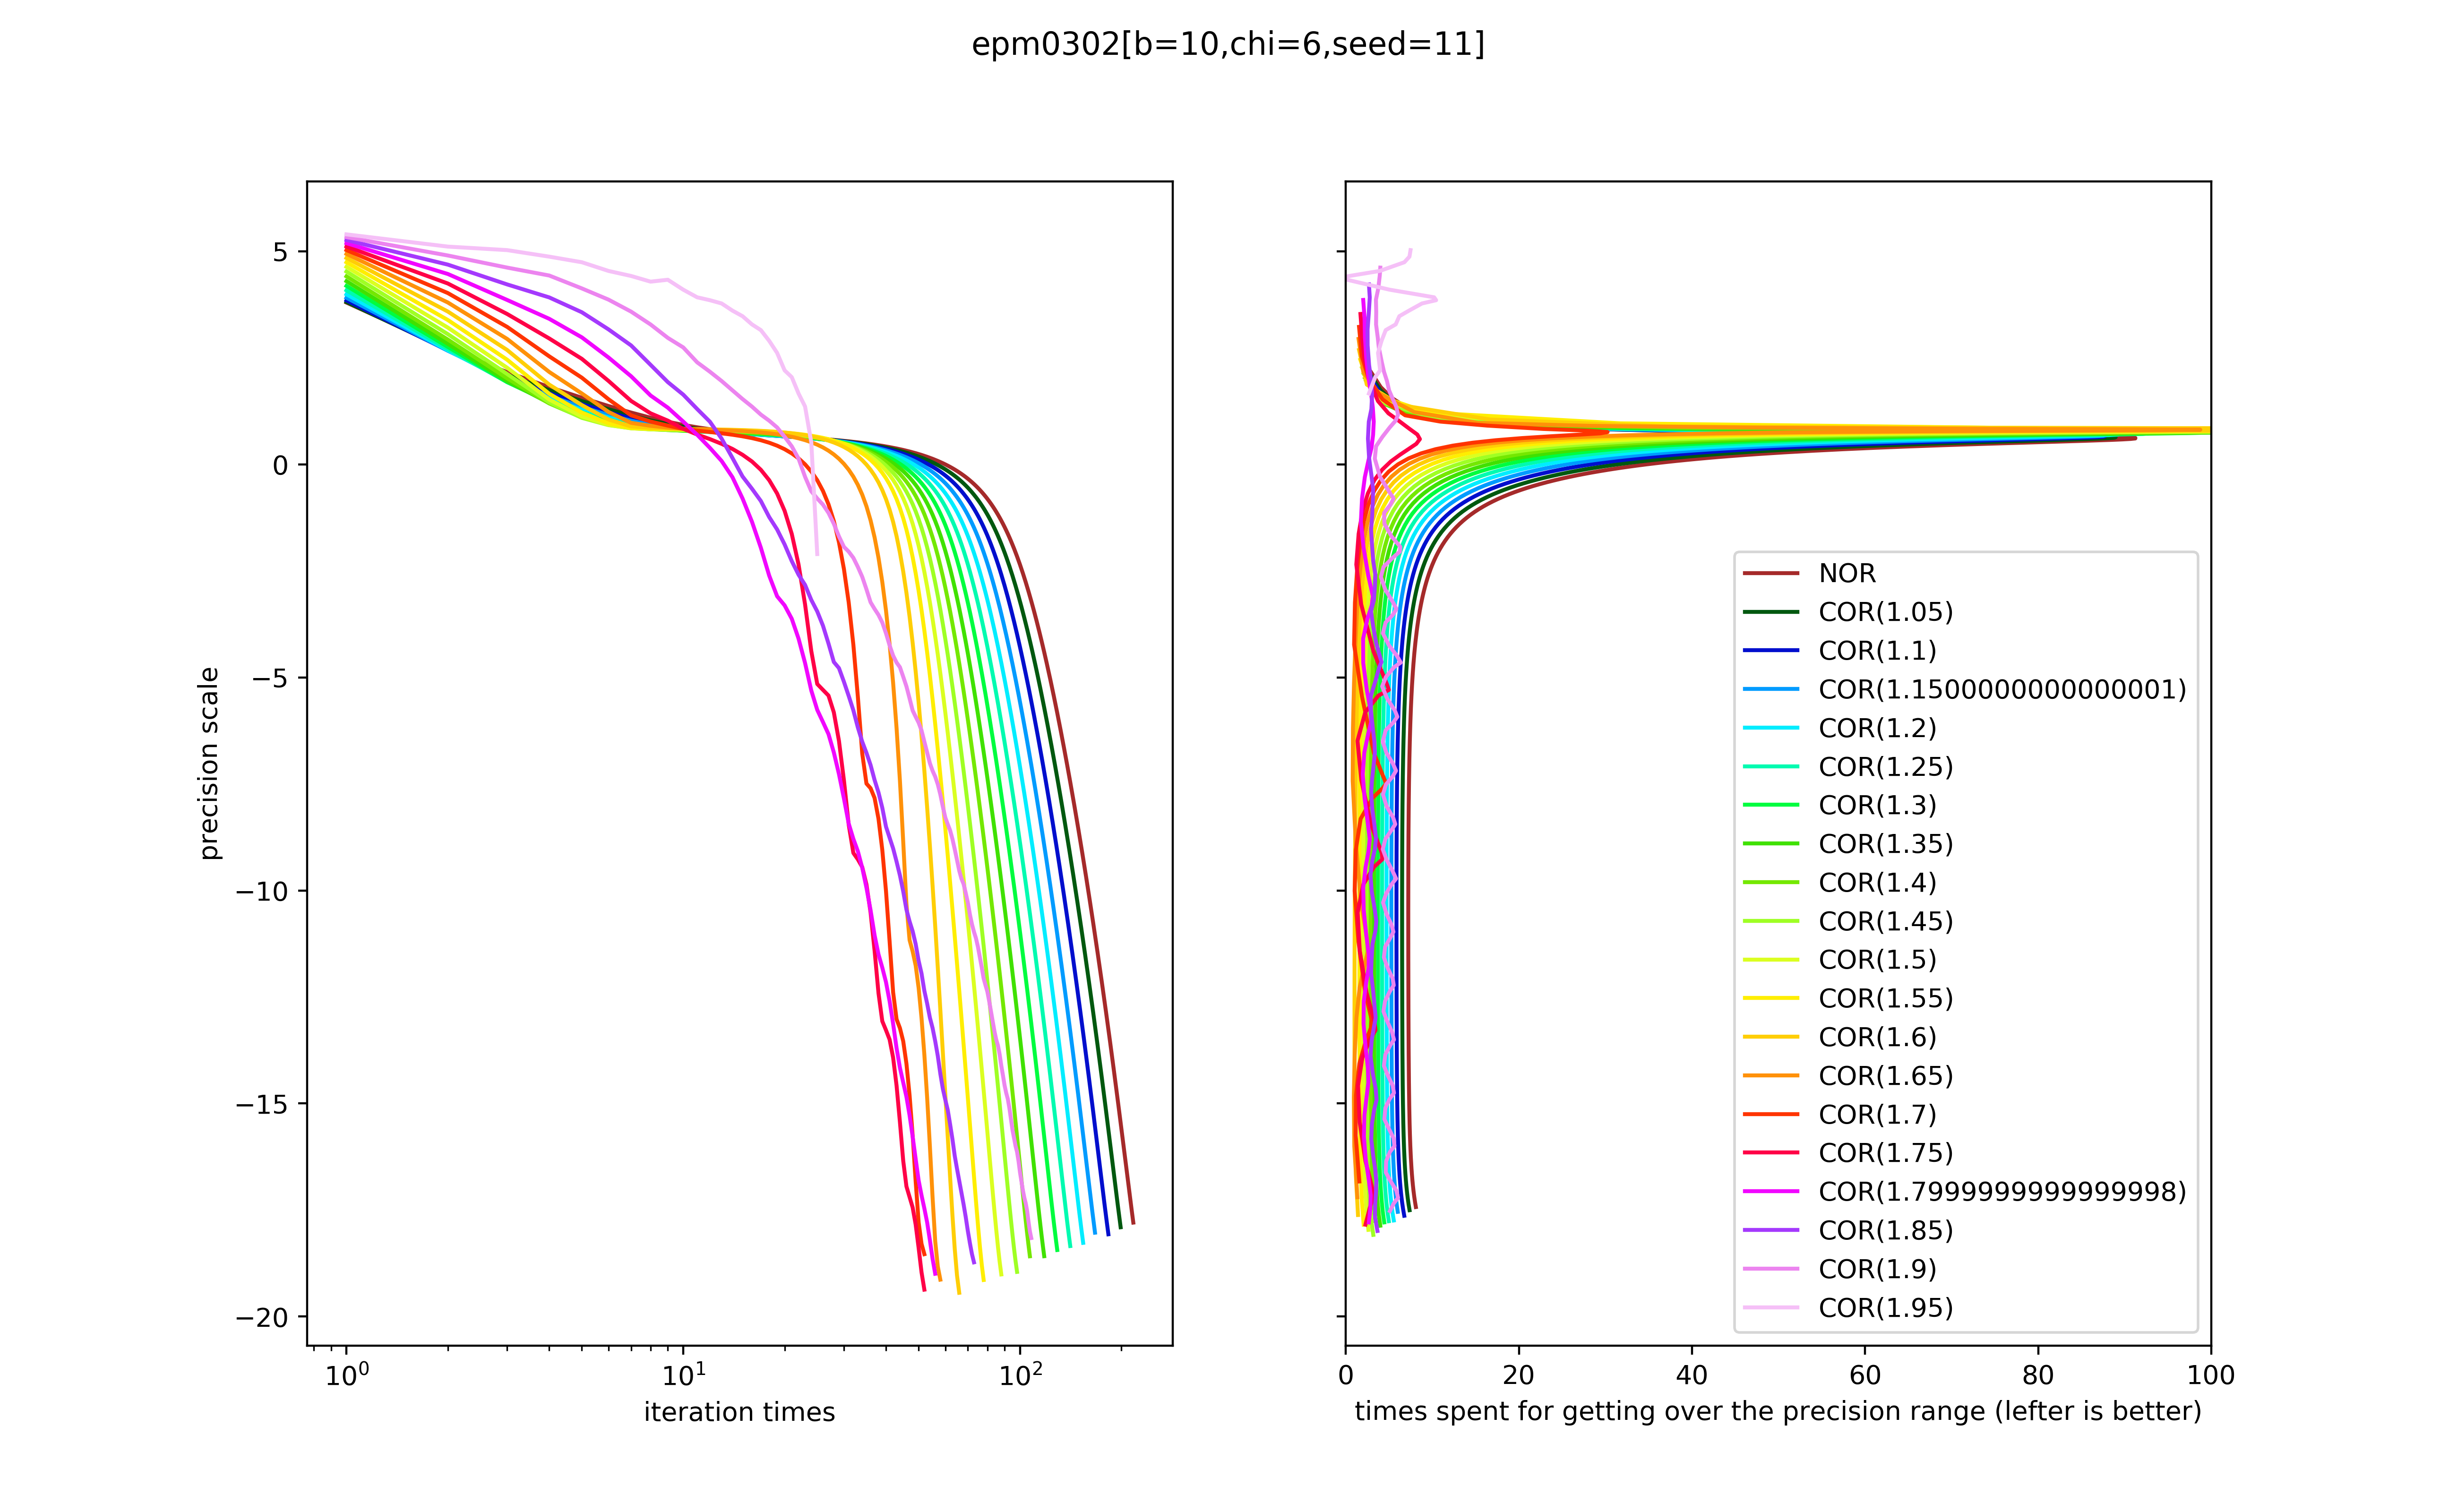 epm0302[b=10,chi=6,seed=11]
precision scale
5
0
−5
−10
−15
−20
10⁰ 10¹ 10²
iteration times
NOR
COR(1.05)
COR(1.1)
COR(1.1500000000000001)
COR(1.2)
COR(1.25)
COR(1.3)
COR(1.35)
COR(1.4)
COR(1.45)
COR(1.5)
COR(1.55)
COR(1.6)
COR(1.65)
COR(1.7)
COR(1.75)
COR(1.7999999999999998)
COR(1.85)
COR(1.9)
COR(1.95)
0 20 40 60 80 100
times spent for getting over the precision range (lefter is better)